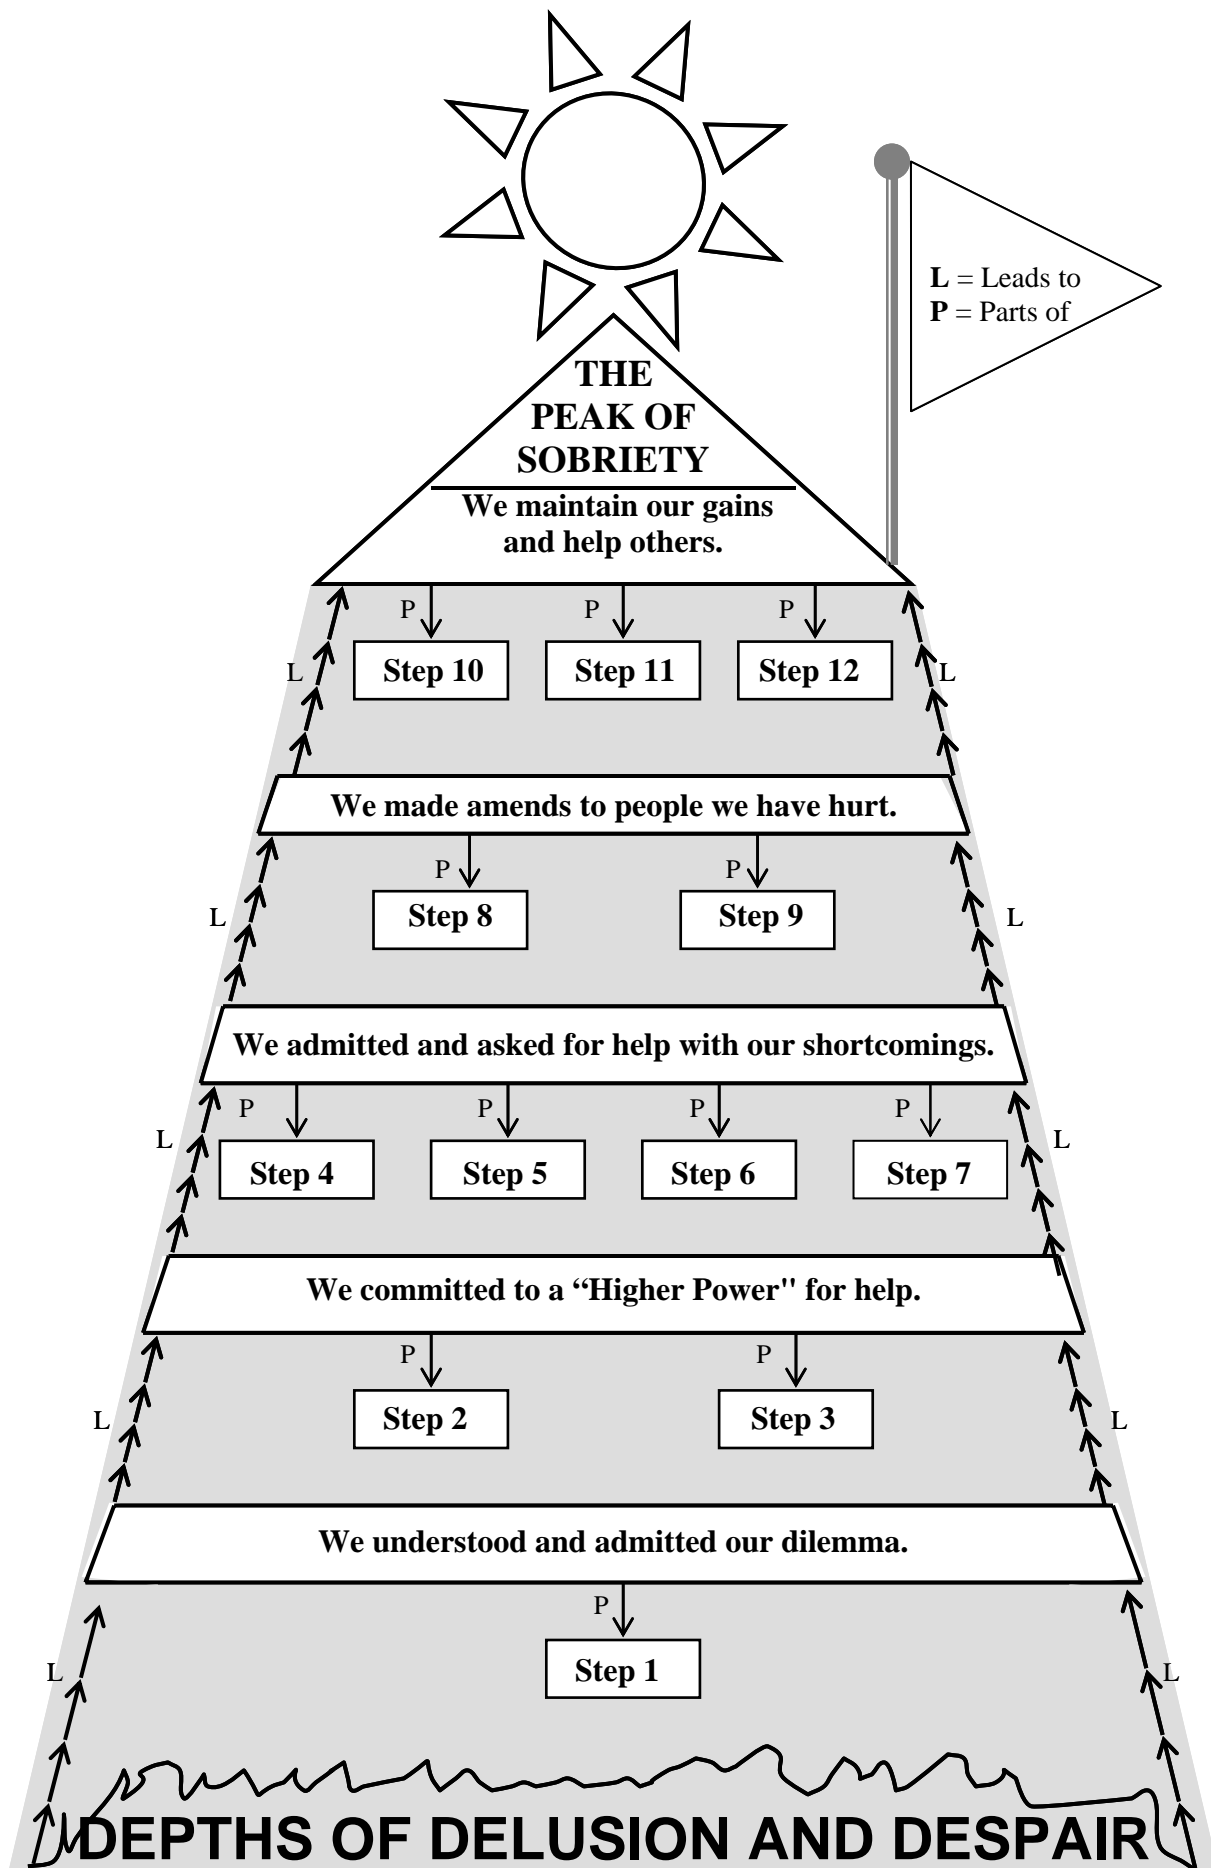 L = Leads to
P = Parts of
THE
PEAK OF
SOBRIETY
We maintain our gains
and help others.
P P P
L Step 10 Step 11 Step 12 L
We made amends to people we have hurt.
P P
L Step 8 Step 9 L
We admitted and asked for help with our shortcomings.
P P P P
L L
Step 4 Step 5 Step 6 Step 7
We committed to a “Higher Power" for help.
P P
L Step 2 Step 3 L
We understood and admitted our dilemma.
P
L Step 1 L
DEPTHS OF DELUSION AND DESPAIR